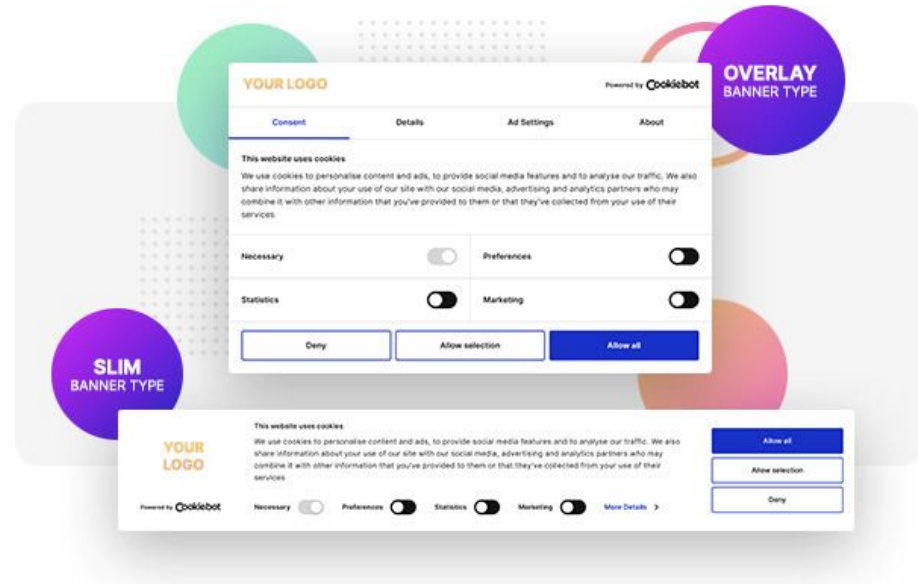 OVERLAY
BANNER TYPE
YOUR LOGO
Powered by Cookiebot
Consent
Details
Ad Settings
About
This website uses cookies
We use cookies to personalise content and ads, to provide social media features and to analyse our traffic. We also
share information about your use of our site with our social media, advertising and analytics partners who may
combine it with other information that you've provided to them or that they've collected from your use of their
services
Necessary
Preferences
Statistics
Marketing
Deny
Allow selection
Allow all
SLIM
BANNER TYPE
YOUR
LOGO
Powered by Cookiebot
This website uses cookies
We use cookies to personalise content and ads, to provide social media features and to analyse our traffic. We also
share information about your use of our site with our social media, advertising and analytics partners who may
combine it with other information that you've provided to them or that they've collected from your use of their
services
Necessary
Preferences
Statistics
Marketing
More Details >
Allow all
Allow selection
Deny